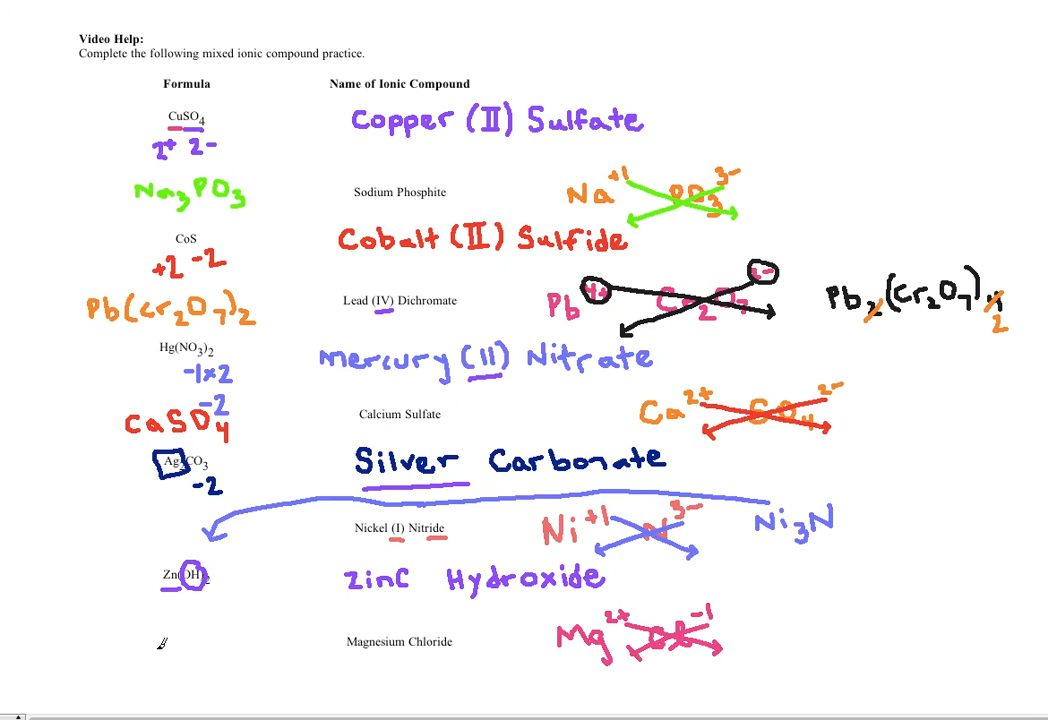 Video Help:
Complete the following mixed ionic compound practice.
Formula Name of Ionic Compound
CuSO4 Copper (II) Sulfate
2+ 2-
Na3PO3 Sodium Phosphite Na+1 PO3 3-
CoS Cobalt (II) Sulfide
+2 -2
Pb(Cr2O7)2 Lead (IV) Dichromate Pb4+ Cr2O7 2- Pb2(Cr2O7)4 2
Hg(NO3)2 Mercury (II) Nitrate
-1x2
-2
CaSO4 Calcium Sulfate Ca2+ SO4 2-
Ag2CO3 Silver Carbonate
-2
Nickel (I) Nitride Ni+1 N3- Ni3N
Zn(OH)2 Zinc Hydroxide
Magnesium Chloride Mg2+ Cl-1